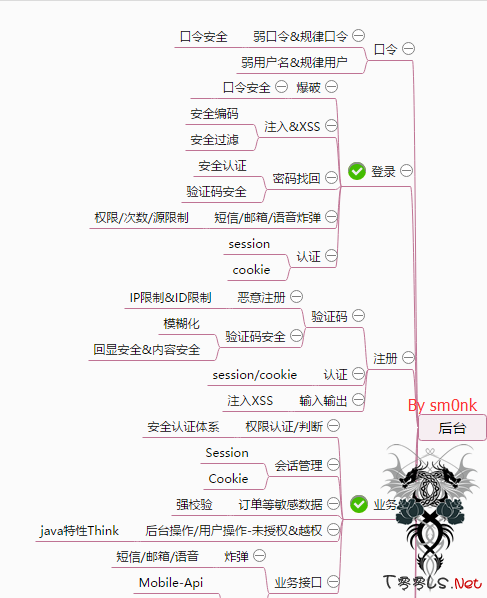 口令安全 弱口令&规律口令 口令
弱用户名&规律用户
口令安全 爆破
安全编码
注入&XSS
安全过滤
安全认证
密码找回 登录
验证码安全
权限/次数/源限制 短信/邮箱/语音炸弹
session
认证
cookie
IP限制&ID限制 恶意注册
验证码
模糊化
验证码安全
回显安全&内容安全
注册
session/cookie 认证
注入XSS 输入输出
By sm0nk
后台
安全认证体系 权限认证/判断
Session
会话管理
Cookie
强校验 订单等敏感数据 业务
java特性Think 后台操作/用户操作-未授权&越权
短信/邮箱/语音 炸弹
业务接口
Mobile-Api
T00LS.Net